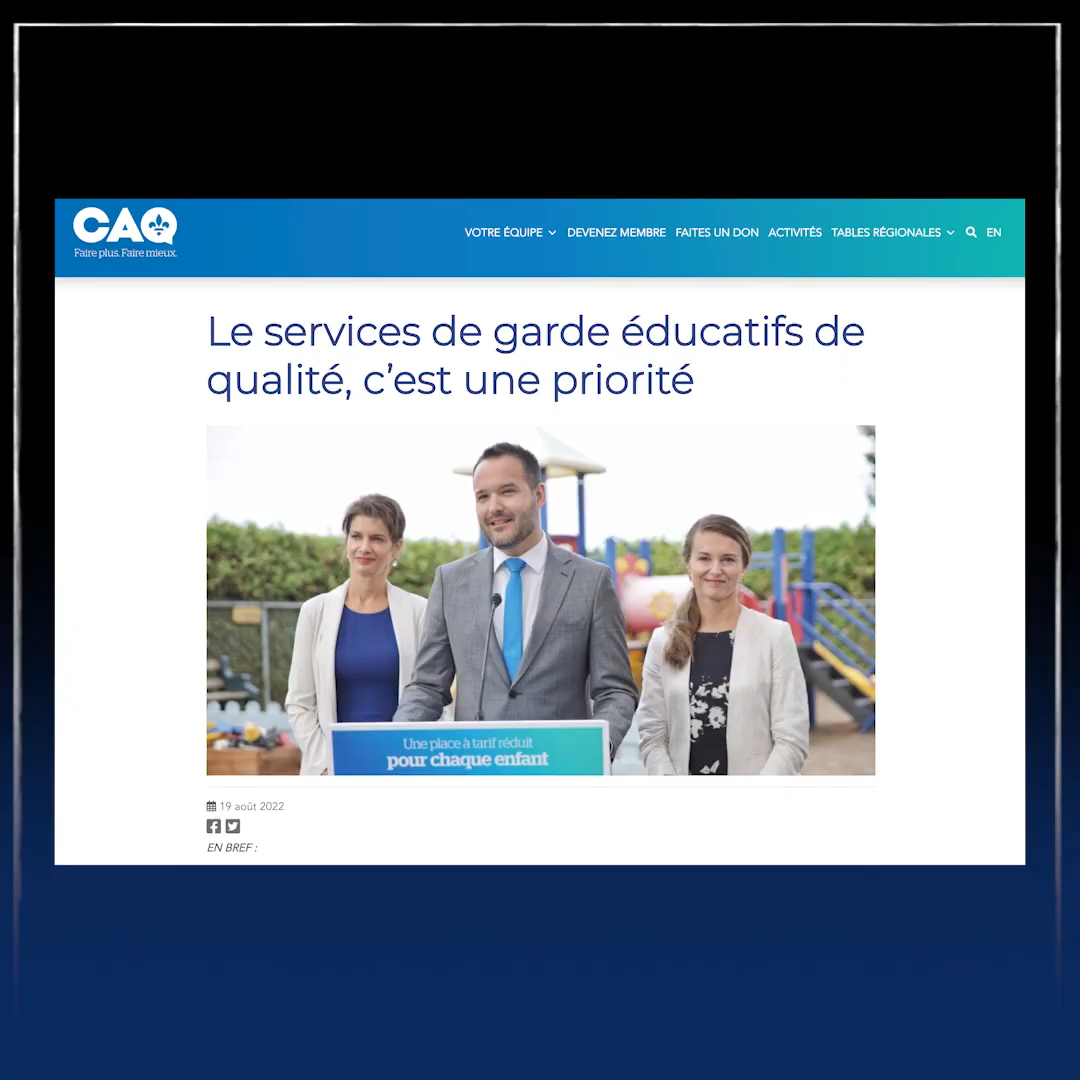 CAQ
Faire plus. Faire mieux.
VOTRE ÉQUIPE DEVENEZ MEMBRE FAITES UN DON ACTIVITÉS TABLES RÉGIONALES EN
Le services de garde éducatifs de
qualité, c’est une priorité
Une place à tarif réduit
pour chaque enfant
19 août 2022
EN BREF :